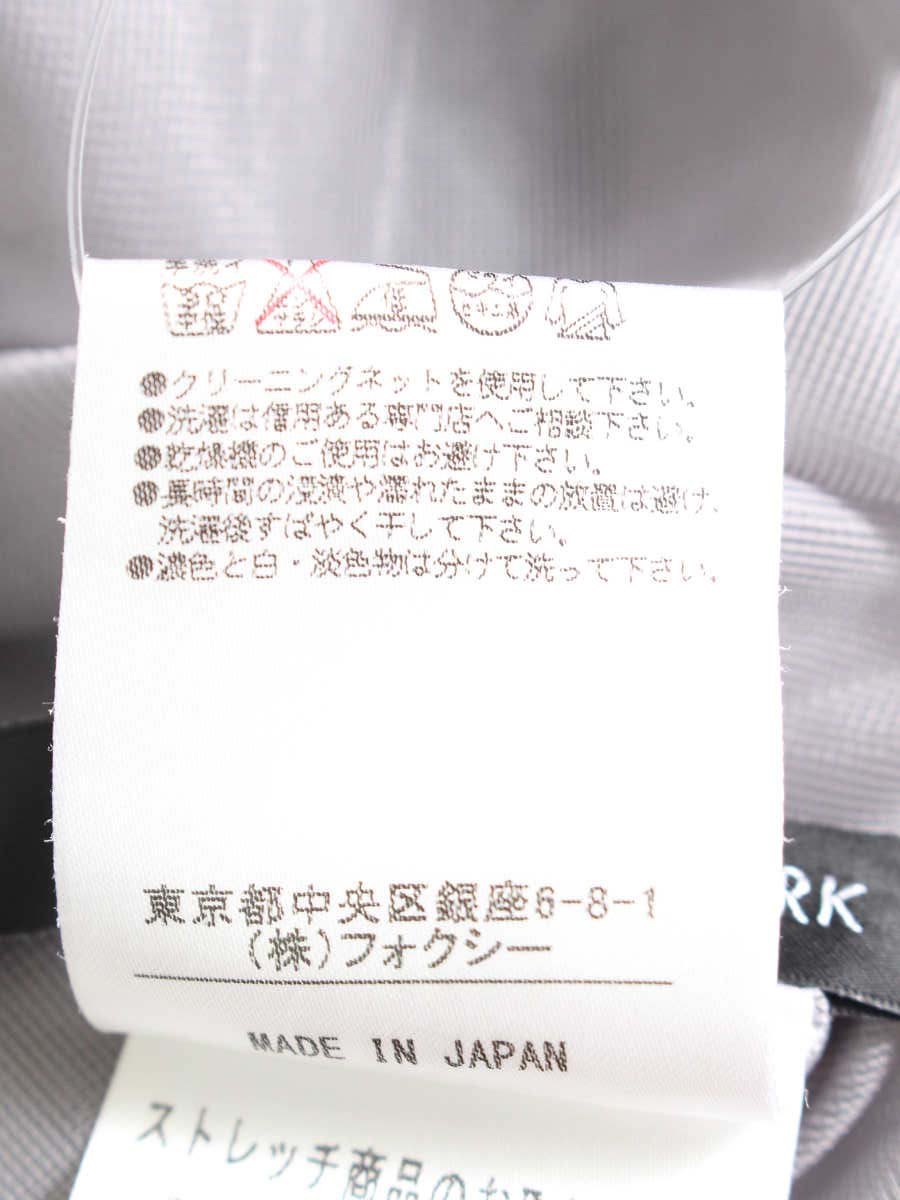 低
●クリーニングネットを使用して下さい。
●洗濯は信用ある専門店へご相談下さい。
●乾燥機のご使用はお避け下さい。
●長時間の浸漬や濡れたままの放置は避け、
洗濯後すばやく干して下さい。
●濃色と白・淡色物は分けて洗って下さい。
東京都中央区銀座6-8-1
(株)フォクシー
RK
MADE IN JAPAN
ストレッチ商品の